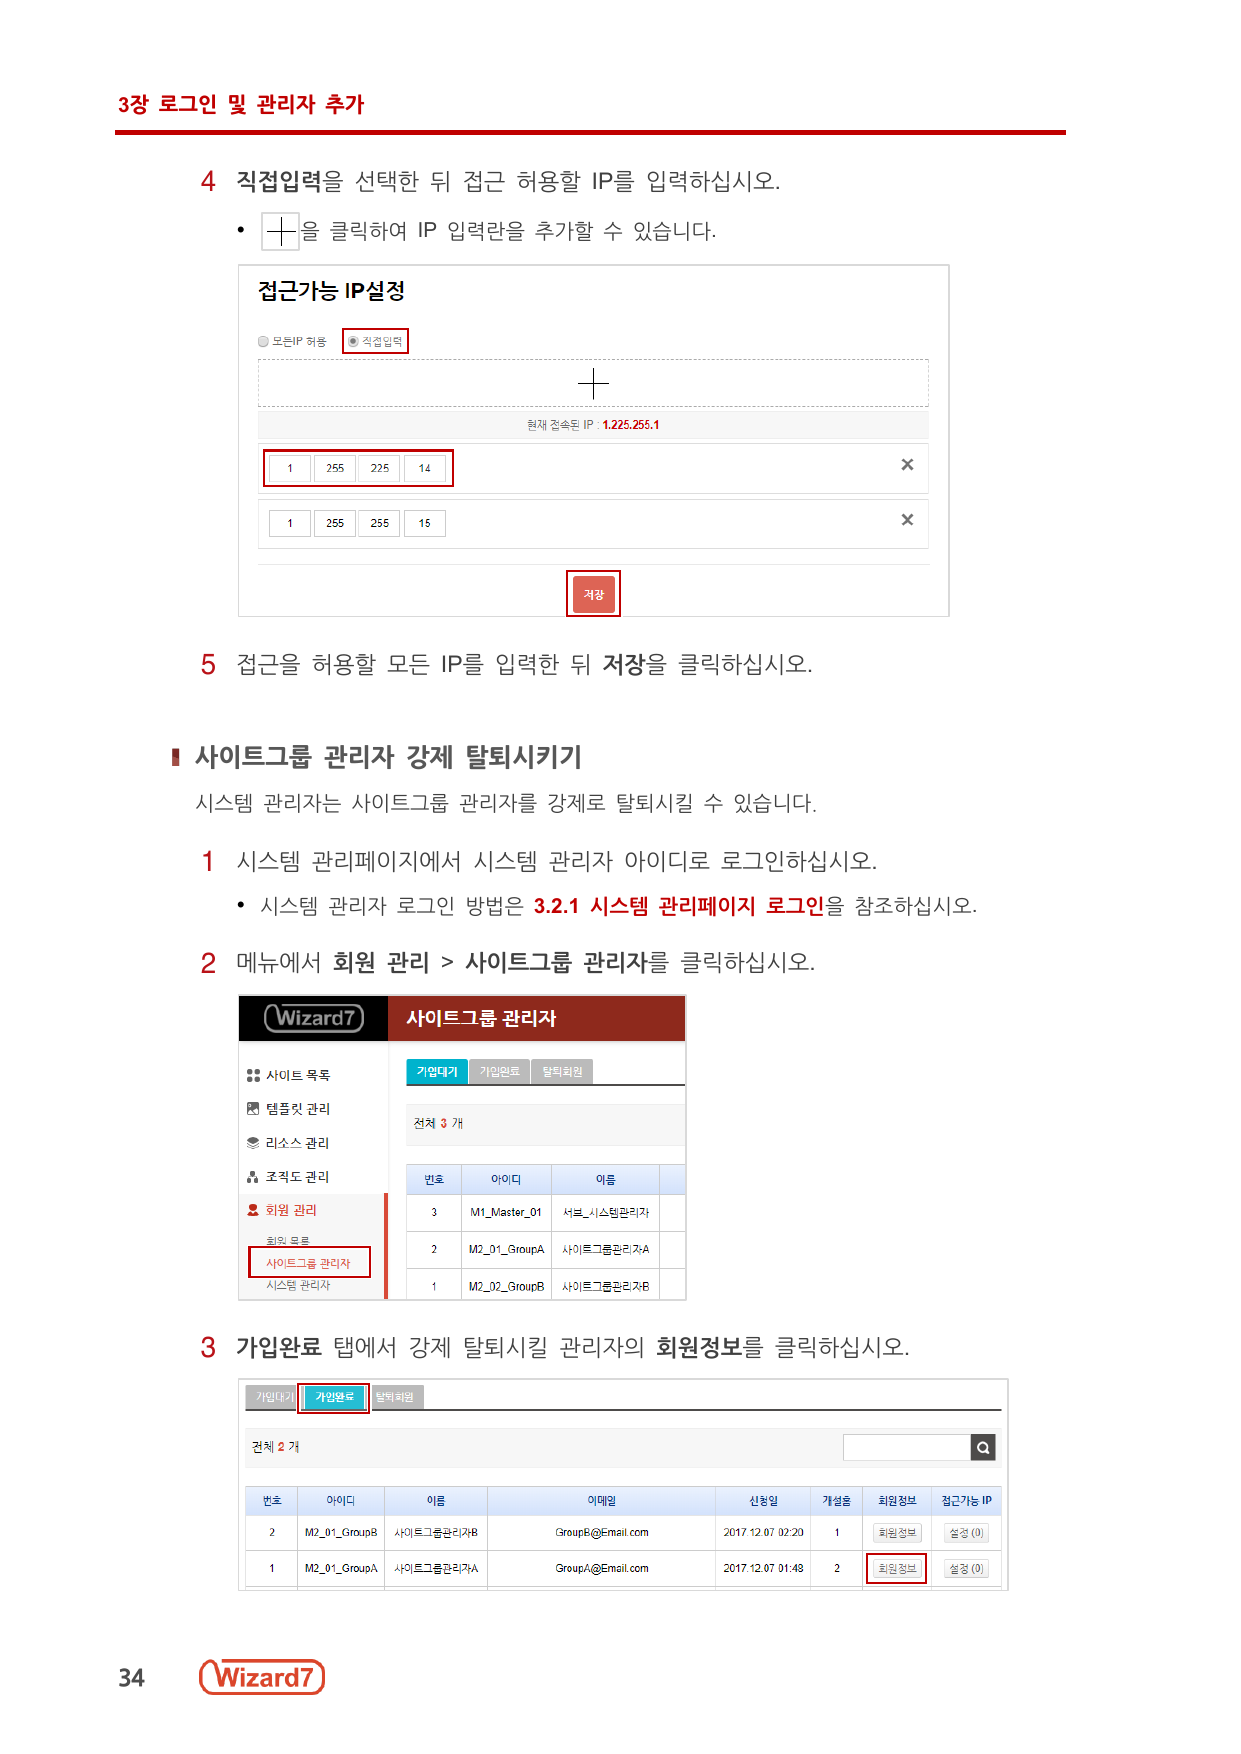 3장 로그인 및 관리자 추가
4 직접입력을 선택한 뒤 접근 허용할 IP를 입력하십시오.
• 을 클릭하여 IP 입력란을 추가할 수 있습니다.
접근가능 IP설정
모든IP 허용 직접입력
현재 접속된 IP : 1.225.255.1
1 255 225 14
1 255 255 15
저장
5 접근을 허용할 모든 IP를 입력한 뒤 저장을 클릭하십시오.
사이트그룹 관리자 강제 탈퇴시키기
시스템 관리자는 사이트그룹 관리자를 강제로 탈퇴시킬 수 있습니다.
1 시스템 관리페이지에서 시스템 관리자 아이디로 로그인하십시오.
• 시스템 관리자 로그인 방법은 3.2.1 시스템 관리페이지 로그인을 참조하십시오.
2 메뉴에서 회원 관리 > 사이트그룹 관리자를 클릭하십시오.
Wizard7 사이트그룹 관리자
사이트 목록
템플릿 관리
리소스 관리
조직도 관리
회원 관리
회원 목록
사이트그룹 관리자
시스템 관리자
가입대기 가입완료 탈퇴회원
전체 3 개
번호 아이디 이름
3 M1_Master_01 서브_시스템관리자
2 M2_01_GroupA 사이트그룹관리자A
1 M2_02_GroupB 사이트그룹관리자B
3 가입완료 탭에서 강제 탈퇴시킬 관리자의 회원정보를 클릭하십시오.
가입대기 가입완료 탈퇴회원
전체 2 개
번호 아이디 이름 이메일 신청일 개설홈 회원정보 접근가능 IP
2 M2_01_GroupB 사이트그룹관리자B GroupB@Email.com 2017.12.07 02:20 1 회원정보 설정 (0)
1 M2_01_GroupA 사이트그룹관리자A GroupA@Email.com 2017.12.07 01:48 2 회원정보 설정 (0)
34 Wizard7